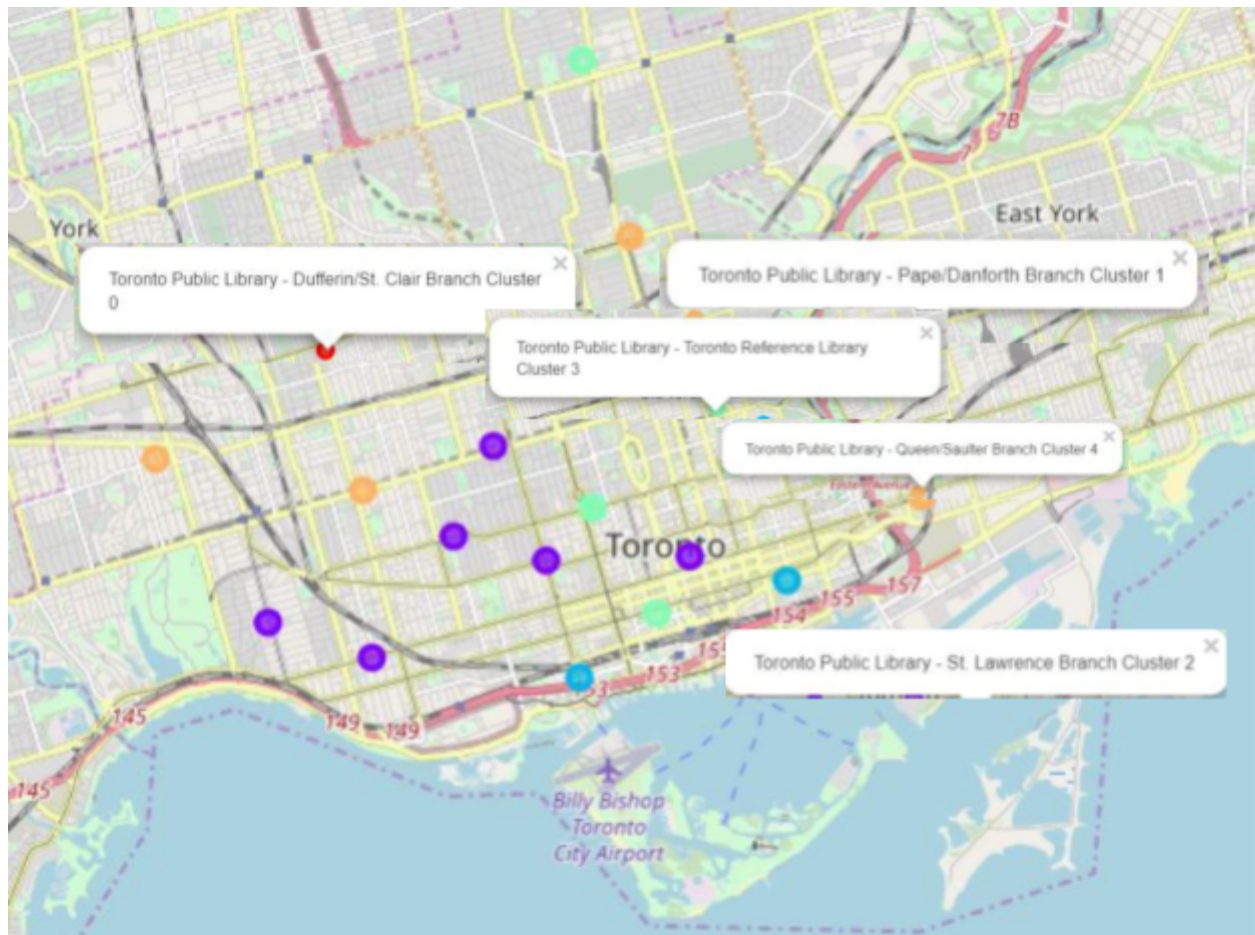 7B
East York
York
Toronto Public Library - Dufferin/St. Clair Branch Cluster
0
×
Toronto Public Library - Pape/Danforth Branch Cluster 1
×
Toronto Public Library - Toronto Reference Library
Cluster 3
×
Toronto Public Library - Queen/Saulter Branch Cluster 4
×
Eastern Avenue
Toronto
157
155
154
Toronto Public Library - St. Lawrence Branch Cluster 2
×
153
145
149
149
145
Billy Bishop
Toronto
City Airport